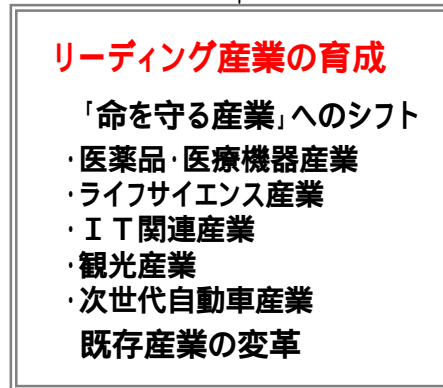 リーディング産業の育成
「命を守る産業」へのシフト
・医薬品・医療機器産業
・ライフサイエンス産業
・ＩＴ関連産業
・観光産業
・次世代自動車産業
既存産業の変革